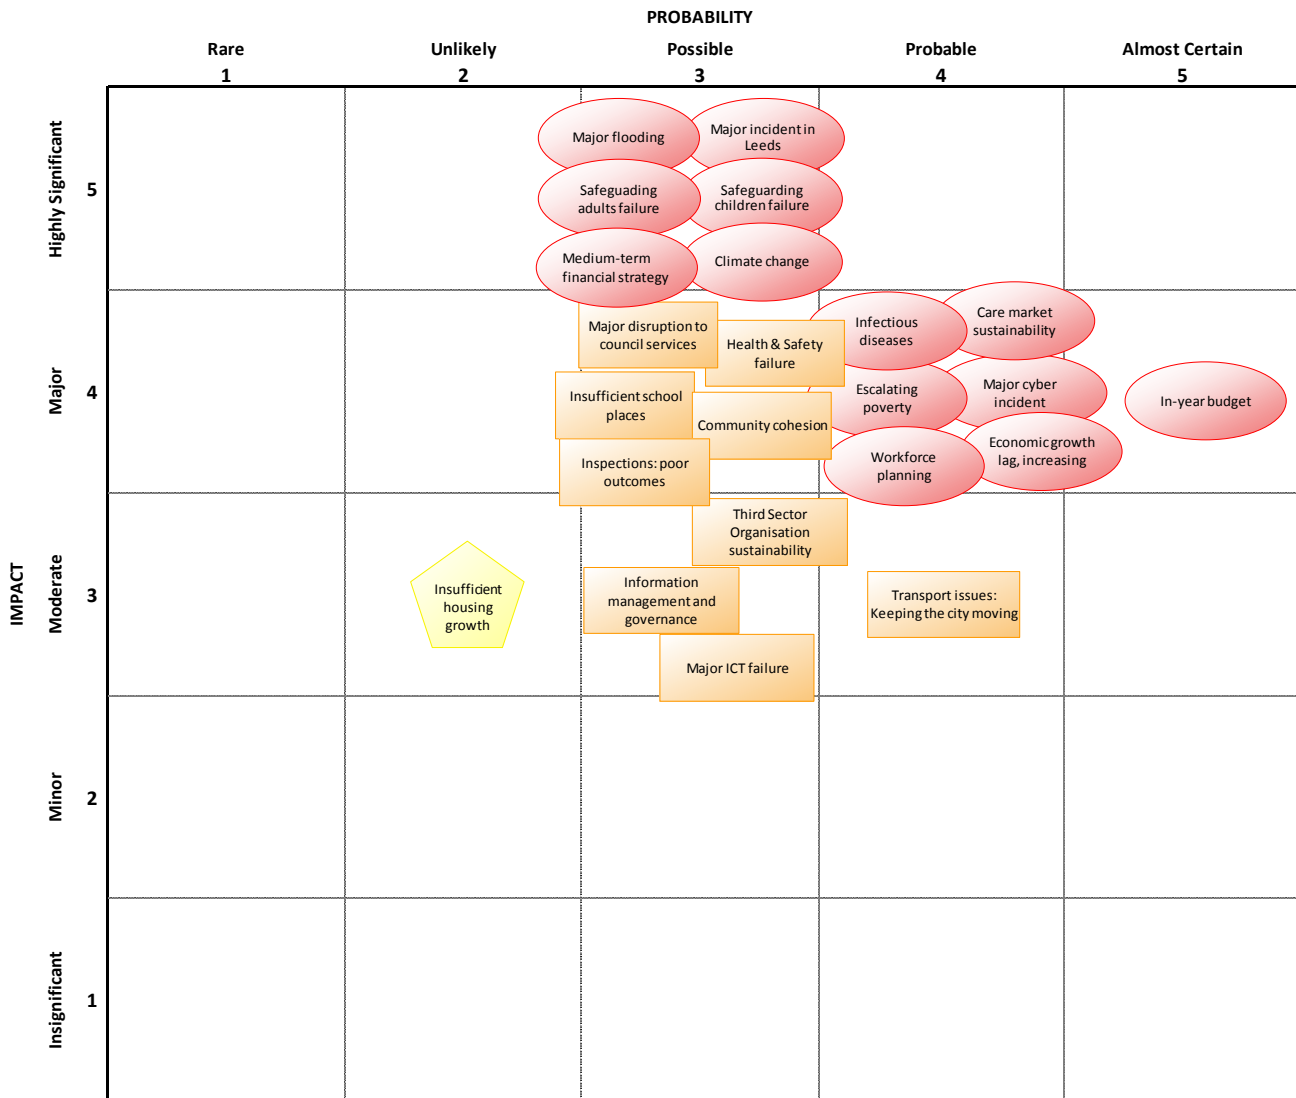 PROBABILITY
Rare
Unlikely
Possible
Probable
Almost Certain
1
2
3
4
5
IMPACT
Highly Significant
5
Major flooding
Major incident in
Leeds
Safeguading
adults failure
Safeguarding
children failure
Medium-term
financial strategy
Climate change
Major
4
Major disruption to
council services
Health & Safety
failure
Infectious
diseases
Care market
sustainability
Insufficient school
places
Community cohesion
Escalating
poverty
Major cyber
incident
In-year budget
Inspections: poor
outcomes
Workforce
planning
Economic growth
lag, increasing
Moderate
3
Third Sector
Organisation
sustainability
Insufficient
housing
growth
Information
management and
governance
Transport issues:
Keeping the city moving
Major ICT failure
Minor
2
Insignificant
1